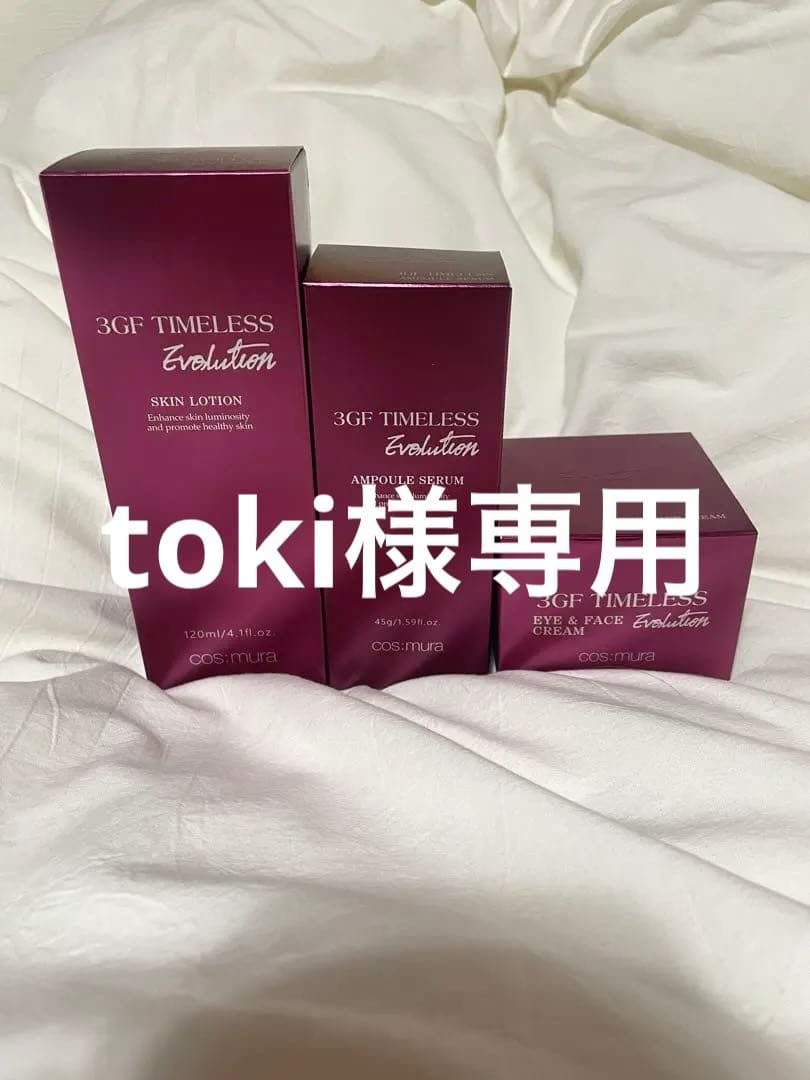 3GF TIMELESS
Evolution
SKIN LOTION
Enhance skin luminosity
and promote healthy skin
120ml/4.1fl.oz.
cos:mura
3GF TIMELESS
Evolution
AMPOULE SERUM
45g/1.59fl.oz.
cos:mura
toki様専用
3GF TIMELESS
EYE & FACE Evolution
CREAM
cos:mura